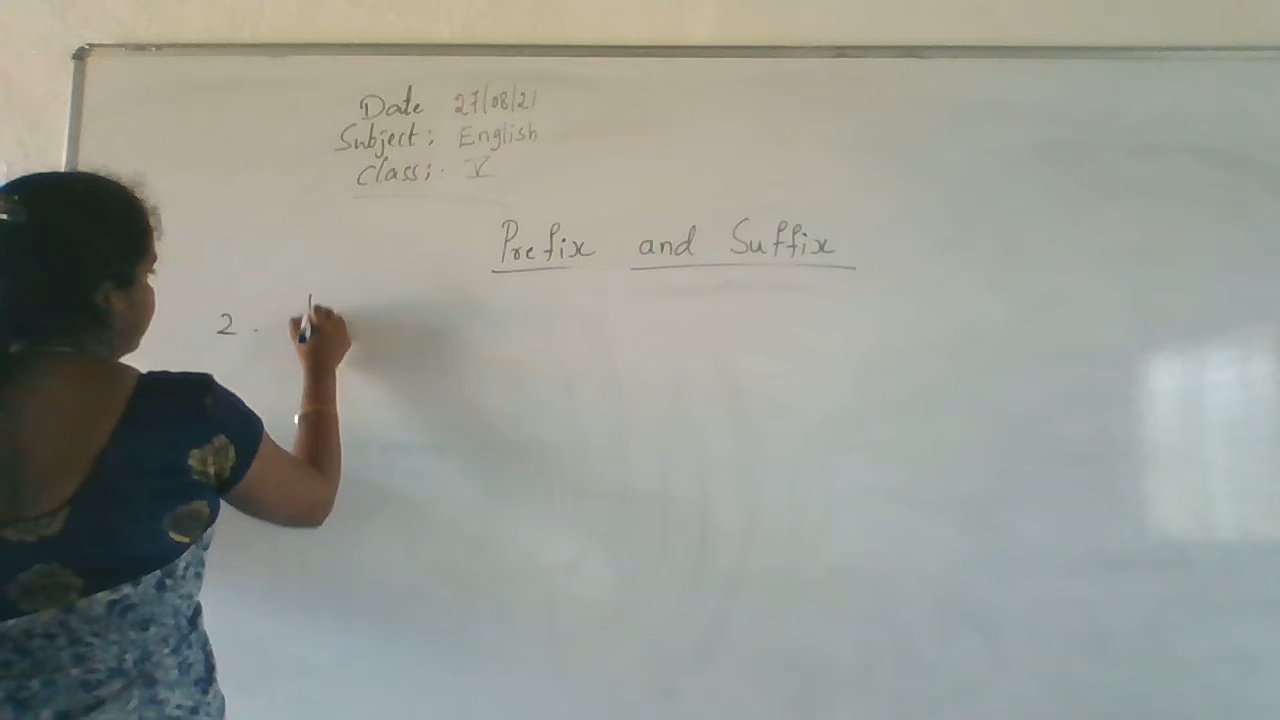 Date 27/08/21
Subject: English
Class: V
Prefix and Suffix
2.